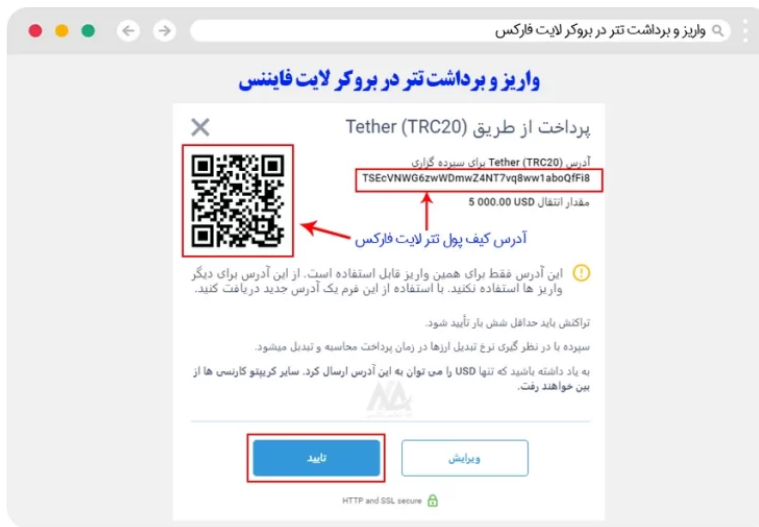 واریز و برداشت تتر در بروکر لایت فارکس
واریز و برداشت تتر در بروکر لایت فایننس
پرداخت از طریق Tether (TRC20)
آدرس Tether (TRC20) برای سپرده گزاری
TSEcVNWG6zwWDmwZ4NT7vq8ww1aboQfFi8
مقدار انتقال 5 000.00 USD
آدرس کیف پول تتر لایت فارکس
این آدرس فقط برای همین واریز قابل استفاده است. از این آدرس برای دیگر
واریز ها استفاده نکنید. با استفاده از این فرم یک آدرس جدید دریافت کنید.
تراکنش باید حداقل شش بار تأیید شود.
سپرده با در نظر گیری نرخ تبدیل ارزها در زمان پرداخت محاسبه و تبدیل میشود.
به یاد داشته باشید که تنها USD را می توان به این آدرس ارسال کرد. سایر کریپتو کارنسی ها از
بین خواهند رفت.
تایید
ویرایش
HTTP and SSL secure